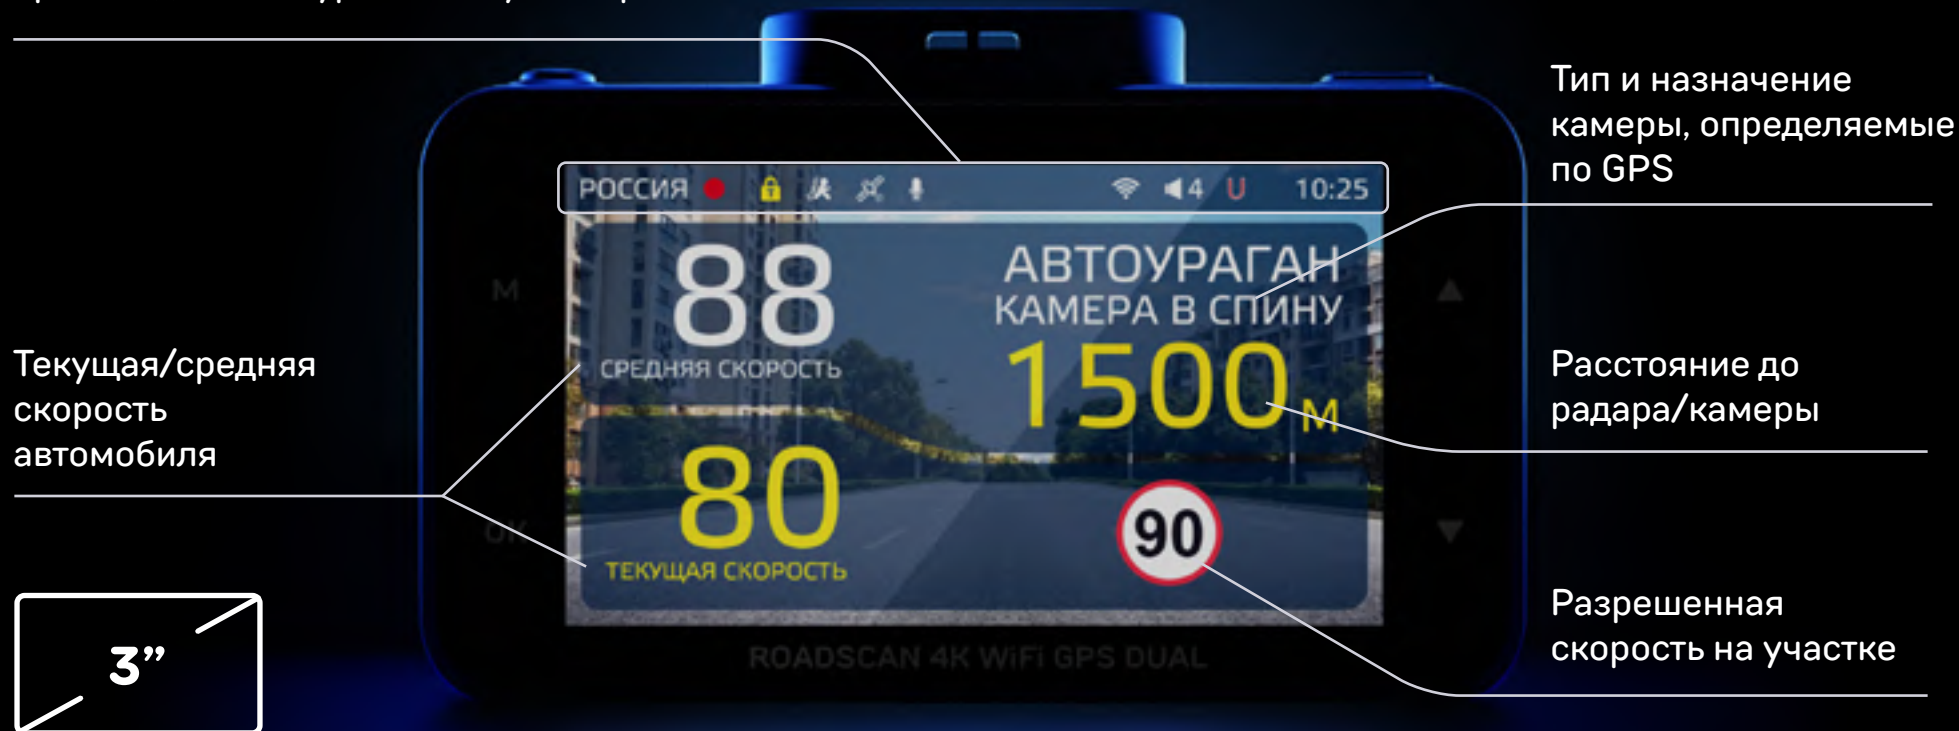 Тип и назначение
камеры, определяемые
по GPS
РОССИЯ 4 U 10:25
M
88
СРЕДНЯЯ СКОРОСТЬ
АВТОУРАГАН
КАМЕРА В СПИНУ
1500 М
Текущая/средняя
скорость
автомобиля
Расстояние до
радара/камеры
80
ТЕКУЩАЯ СКОРОСТЬ
90
OK
Разрешенная
скорость на участке
3”
ROADSCAN 4K WiFi GPS DUAL